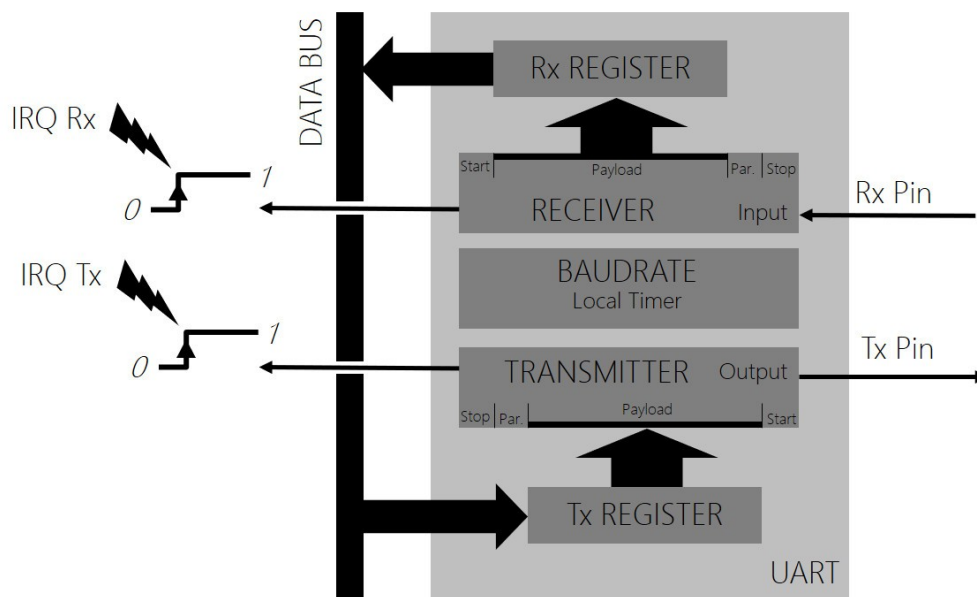 DATA BUS
Rx REGISTER
IRQ Rx
0
1
Start
Payload
Par.
Stop
RECEIVER
Input
Rx Pin
BAUDRATE
Local Timer
IRQ Tx
0
1
TRANSMITTER
Output
Tx Pin
Stop
Par.
Payload
Start
Tx REGISTER
UART